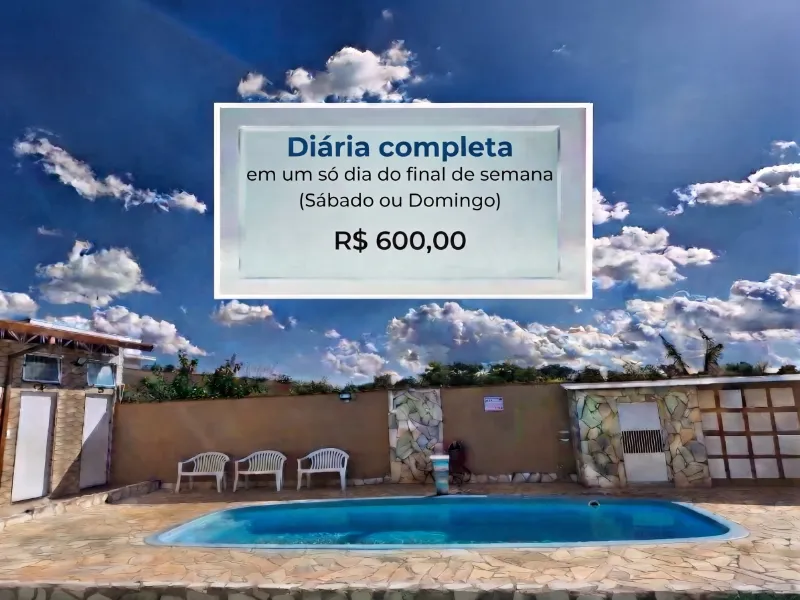 Diária completa
em um só dia do final de semana
(Sábado ou Domingo)
R$ 600,00